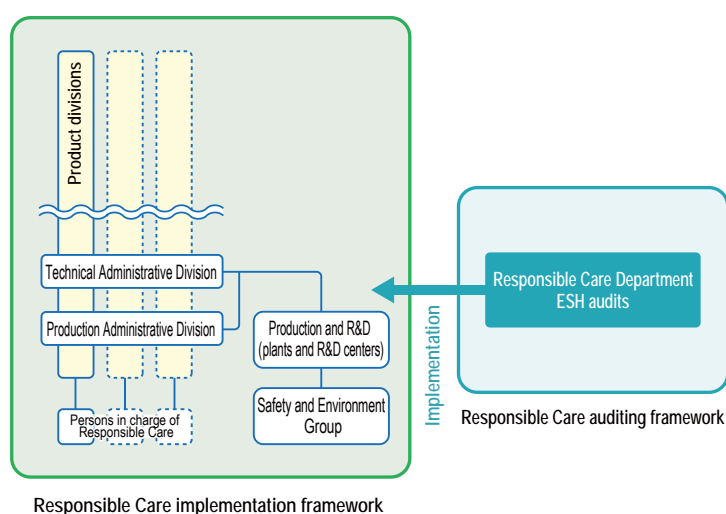 Product divisions
Technical Administrative Division
Production Administrative Division
Persons in charge of
Responsible Care
Production and R&D
(plants and R&D centers)
Safety and Environment
Group
Implementation
Responsible Care Department
ESH audits
Responsible Care auditing framework
Responsible Care implementation framework